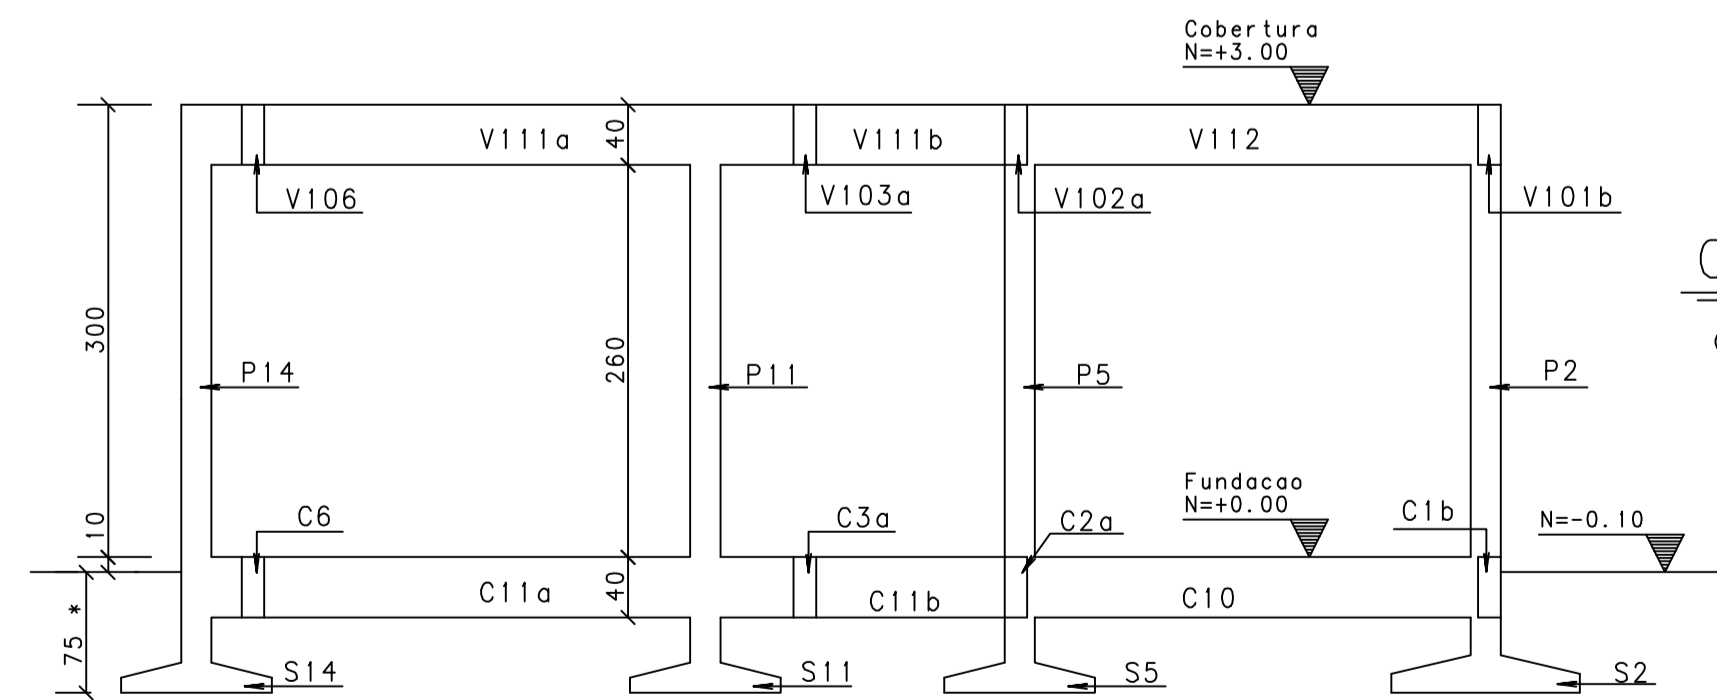 Cobertura
N=+3.00
V111a
40
V111b
V112
V106
V103a
V102a
V101b
300
260
P14
P11
P5
P2
Fundacao
N=+0.00
10
C6
C3a
C2a
C1b
N=-0.10
C11a
40
C11b
C10
75 *
S14
S11
S5
S2